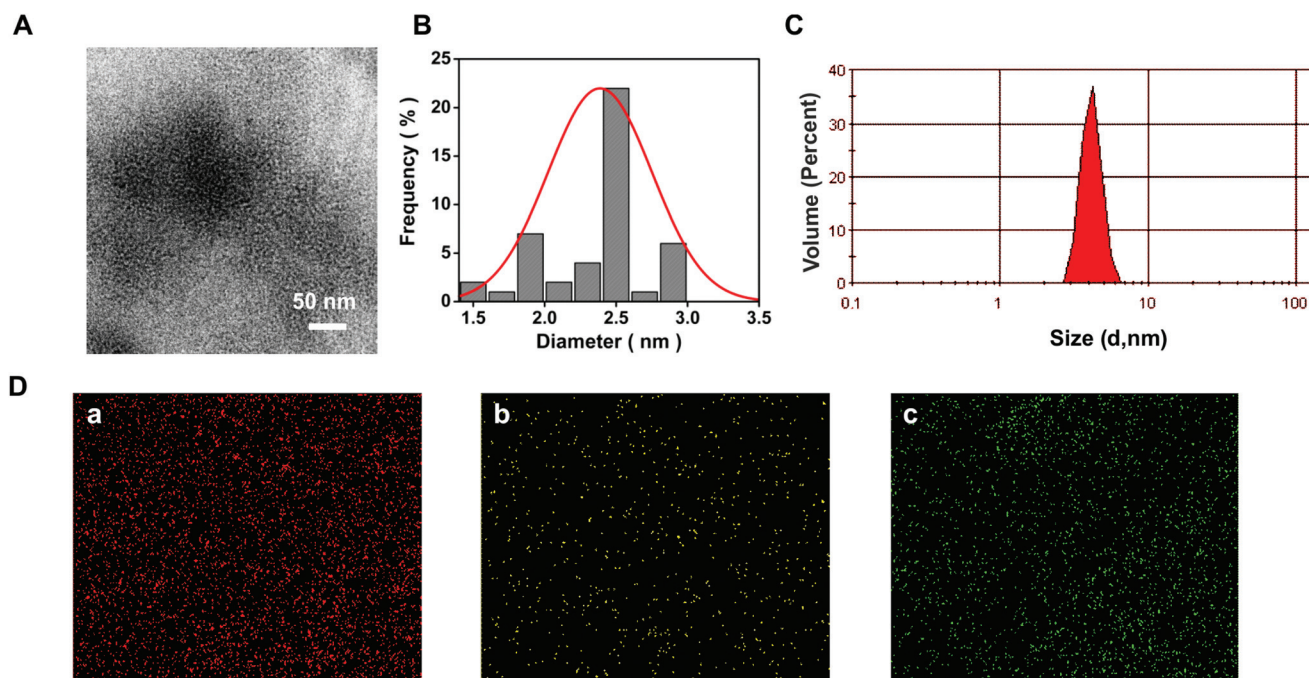 A
50 nm
B
25
20
15
10
5
0
Frequency ( % )
1.5 2.0 2.5 3.0 3.5
Diameter ( nm )
C
40
30
20
10
0
Volume (Percent)
0.1 1 10 100
Size (d,nm)
D
a
b
c